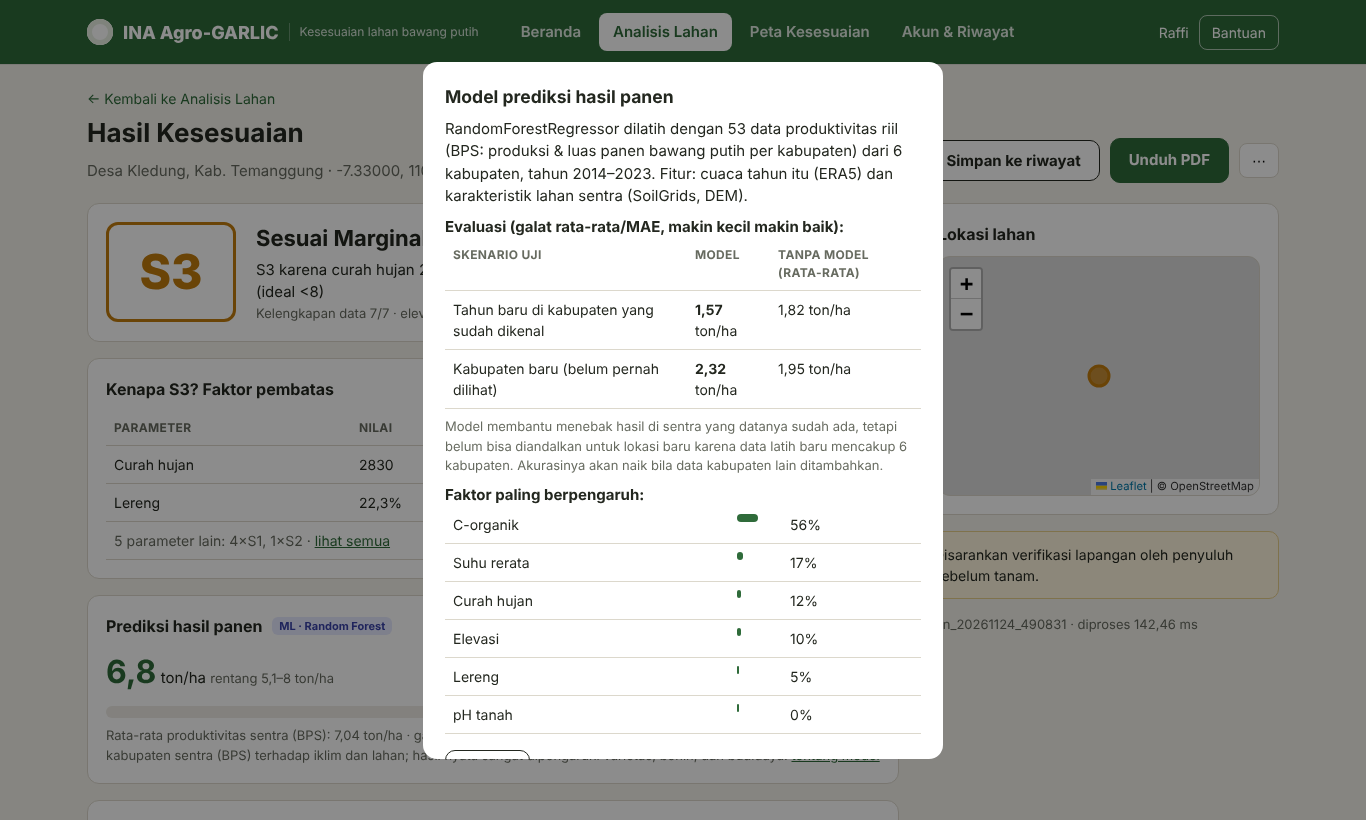 INA Agro-GARLIC
Kesesuaian lahan bawang putih
Beranda
Analisis Lahan
Peta Kesesuaian
Akun & Riwayat
Raffi
Bantuan
← Kembali ke Analisis Lahan
Hasil Kesesuaian
Desa Kledung, Kab. Temanggung · -7.33000,
Simpan ke riwayat
Unduh PDF
...
S3
Sesuai Margina
S3 karena curah hujan
(ideal <8)
Kelengkapan data 7/7 ·
Kenapa S3? Faktor pembatas
PARAMETER
NILAI
Curah hujan
2830
Lereng
22,3%
5 parameter lain: 4×S1, 1×S2 · lihat semua
Prediksi hasil panen
ML · Random Forest
6,8 ton/ha rentang 5,1–8 ton/ha
Rata-rata produktivitas sentra (BPS): 7,04 ton/ha ·
kabupaten sentra (BPS) terhadap iklim dan lahan;
Model prediksi hasil panen
RandomForestRegressor dilatih dengan 53 data produktivitas riil
(BPS: produksi & luas panen bawang putih per kabupaten) dari 6
kabupaten, tahun 2014–2023. Fitur: cuaca tahun itu (ERA5) dan
karakteristik lahan sentra (SoilGrids, DEM).
Evaluasi (galat rata-rata/MAE, makin kecil makin baik):
SKENARIO UJI
MODEL
TANPA MODEL
(RATA-RATA)
Tahun baru di kabupaten yang
sudah dikenal
1,57
ton/ha
1,82 ton/ha
Kabupaten baru (belum pernah
dilihat)
2,32
ton/ha
1,95 ton/ha
Model membantu menebak hasil di sentra yang datanya sudah ada, tetapi
belum bisa diandalkan untuk lokasi baru karena data latih baru mencakup 6
kabupaten. Akurasinya akan naik bila data kabupaten lain ditambahkan.
Faktor paling berpengaruh:
C-organik
56%
Suhu rerata
17%
Curah hujan
12%
Elevasi
10%
Lereng
5%
pH tanah
0%
Lokasi lahan
+
−
Leaflet | © OpenStreetMap
isarankan verifikasi lapangan oleh penyuluh
ebelum tanam.
n_20261124_490831 · diproses 142,46 ms